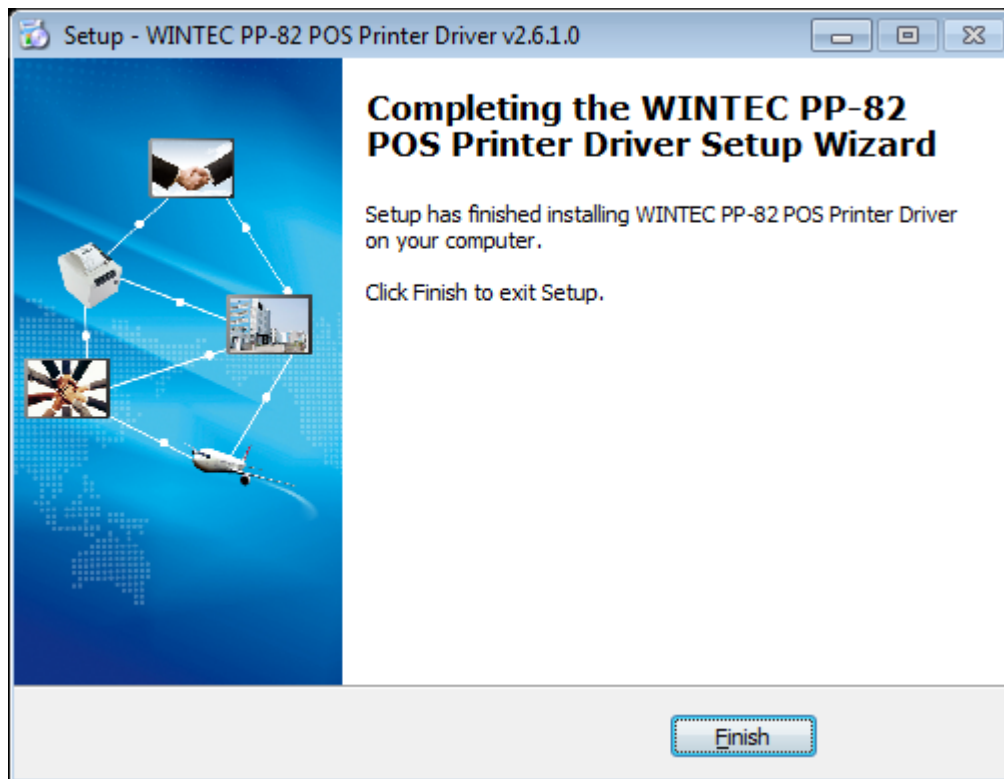 Setup - WINTEC PP-82 POS Printer Driver v2.6.1.0
Completing the WINTEC PP-82
POS Printer Driver Setup Wizard
Setup has finished installing WINTEC PP-82 POS Printer Driver
on your computer.
Click Finish to exit Setup.
Finish